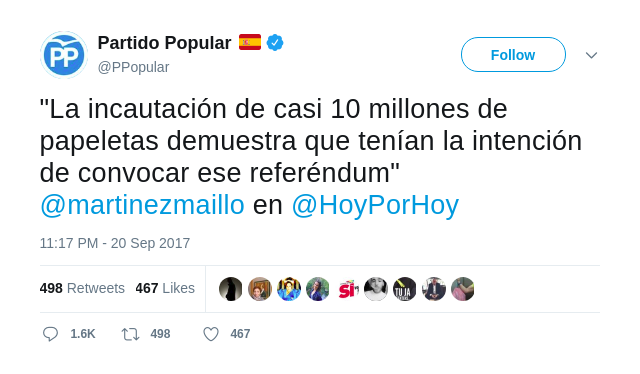 PP
Partido Popular
@PPopular
Follow
"La incautación de casi 10 millones de
papeletas demuestra que tenían la intención
de convocar ese referéndum"
@martinezmaillo en @HoyPorHoy
11:17 PM - 20 Sep 2017
498 Retweets 467 Likes
SÍ
TU JA
1.6K 498 467